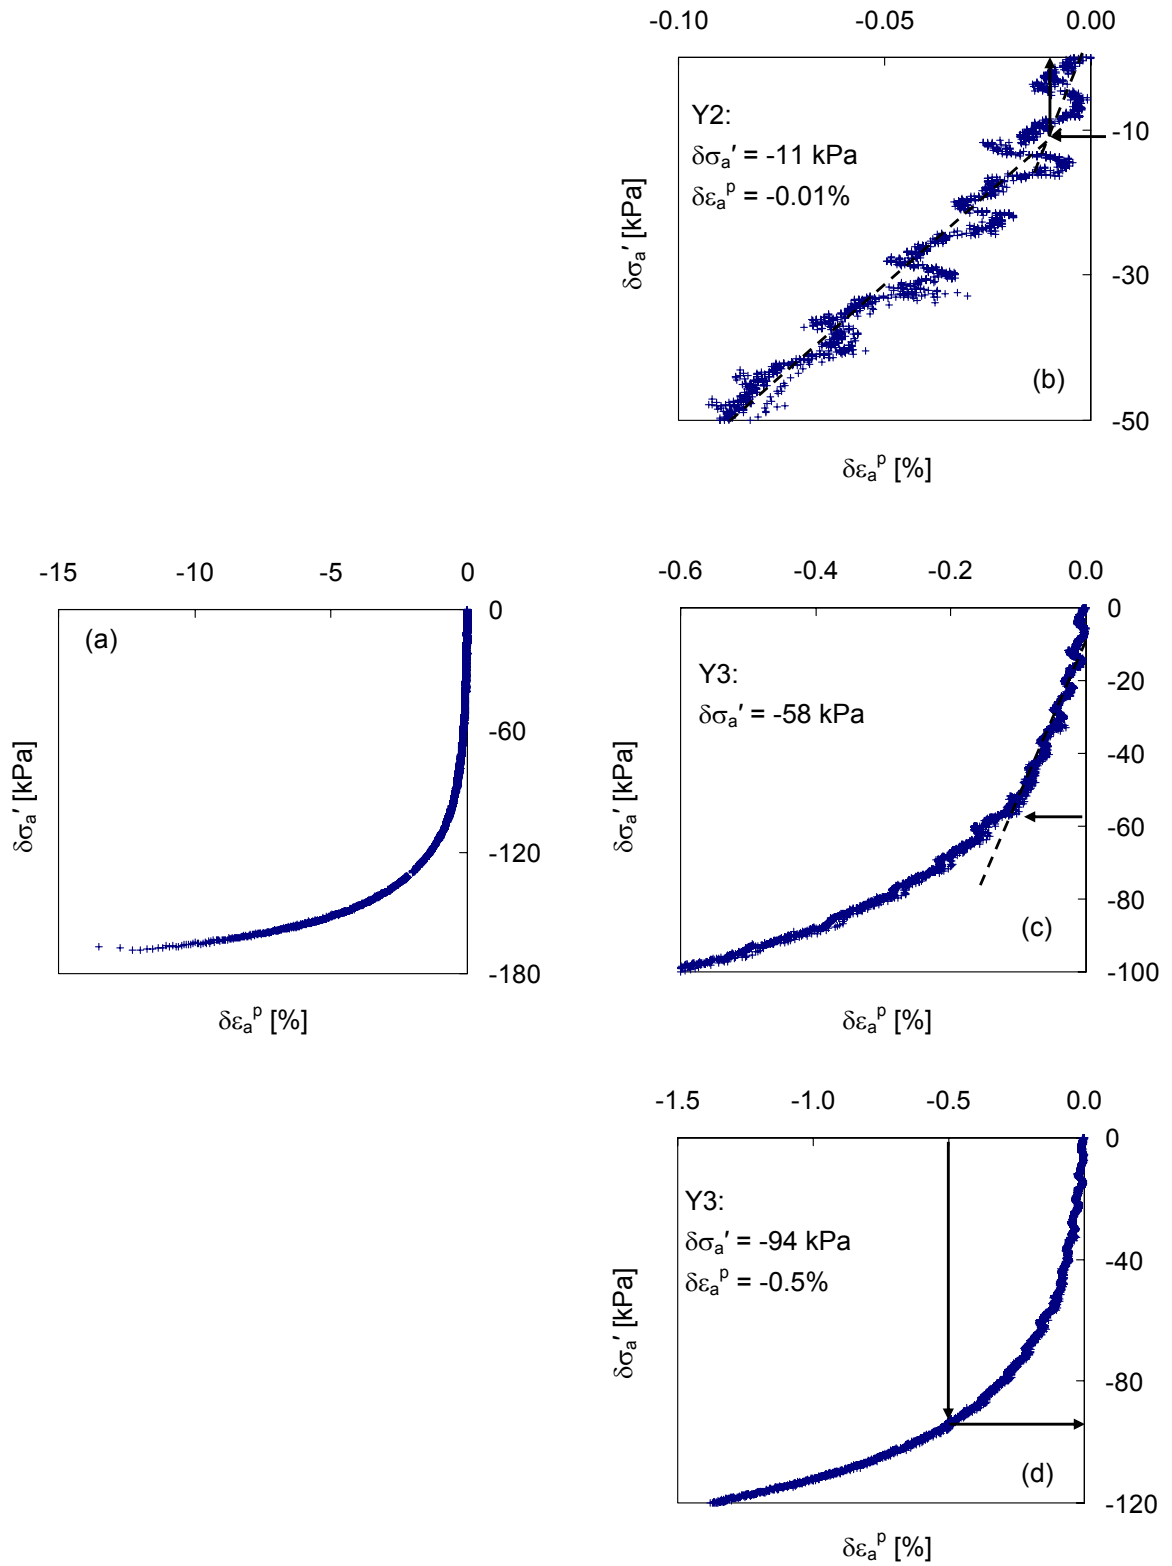 -0.10 -0.05 0.00
Y2:
δσₐ′ = -11 kPa
δεₐᵖ = -0.01%
-10
-30
-50
δσₐ′ [kPa]
(b)
δεₐᵖ [%]
-15 -10 -5 0
(a)
0
-60
-120
-180
δσₐ′ [kPa]
δεₐᵖ [%]
-0.6 -0.4 -0.2 0.0
Y3:
δσₐ′ = -58 kPa
0
-20
-40
-60
-80
-100
δσₐ′ [kPa]
(c)
δεₐᵖ [%]
-1.5 -1.0 -0.5 0.0
Y3:
δσₐ′ = -94 kPa
δεₐᵖ = -0.5%
0
-40
-80
-120
δσₐ′ [kPa]
(d)
δεₐᵖ [%]